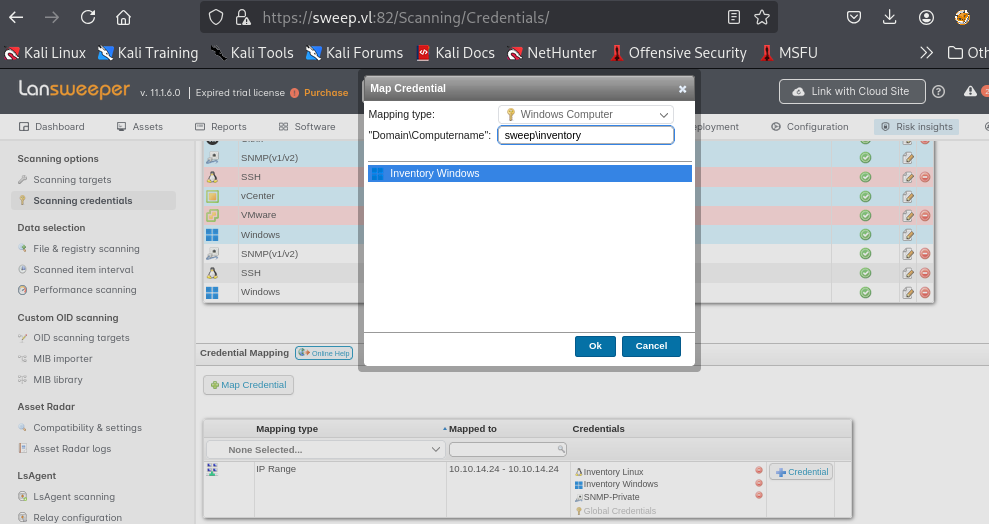 https://sweep.vl:82/Scanning/Credentials/
Kali Linux Kali Training Kali Tools Kali Forums Kali Docs NetHunter Offensive Security MSFU Oth
lansweeper v. 11.1.6.0 Expired trial license Purchase Link with Cloud Site
Dashboard Assets Reports Software eployment Configuration Risk insights
Map Credential
Mapping type: Windows Computer
"Domain\Computername": sweep\inventory
Inventory Windows
Ok Cancel
Scanning options
Scanning targets
Scanning credentials
Data selection
File & registry scanning
Scanned item interval
Performance scanning
Custom OID scanning
OID scanning targets
MIB importer
MIB library
Asset Radar
Compatibility & settings
Asset Radar logs
LsAgent
LsAgent scanning
Relay configuration
SNMP(v1/v2)
SSH
vCenter
VMware
Windows
SNMP(v1/v2)
SSH
Windows
Credential Mapping Online Help
Map Credential
Mapping type Mapped to Credentials
None Selected...
IP Range 10.10.14.24 - 10.10.14.24 Inventory Linux Credential
Inventory Windows
SNMP-Private
Global Credentials